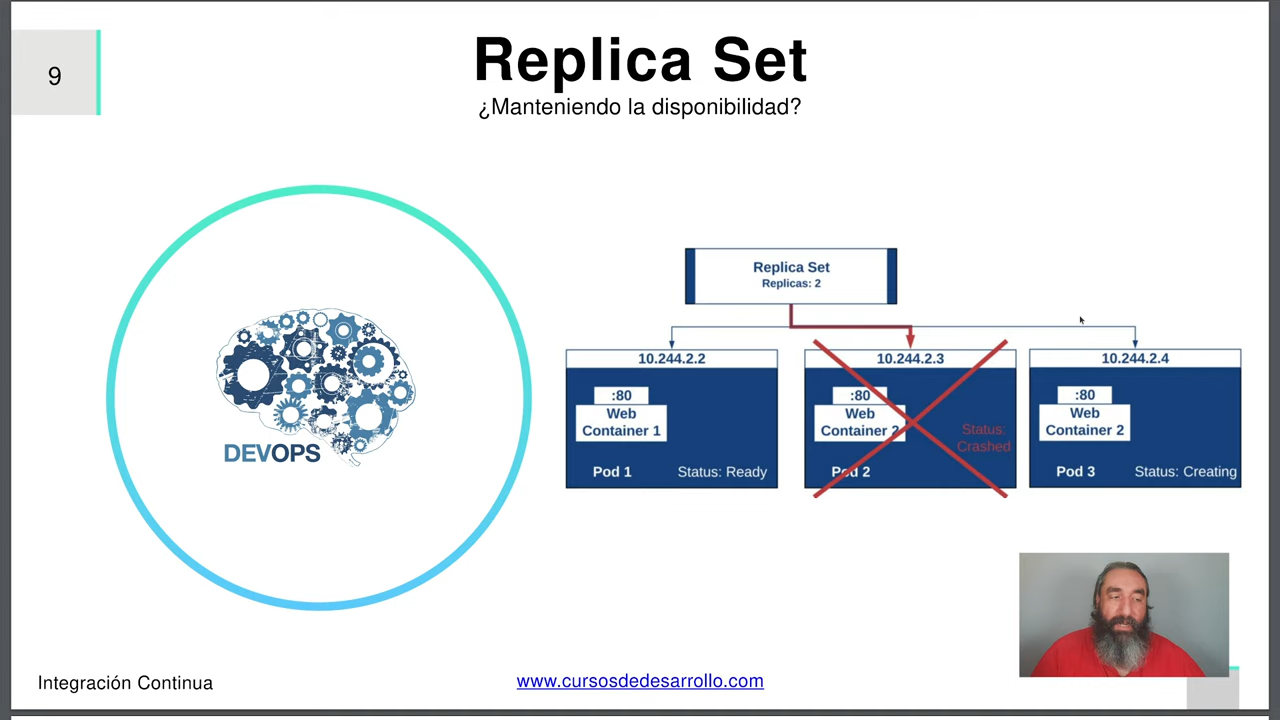 9
Replica Set
¿Manteniendo la disponibilidad?
DEVOPS
Replica Set
Replicas: 2
10.244.2.2
:80
Web
Container 1
Pod 1
Status: Ready
10.244.2.3
:80
Web
Container 2
Status:
Crashed
Pod 2
10.244.2.4
:80
Web
Container 2
Pod 3
Status: Creating
Integración Continua
www.cursosdedesarrollo.com